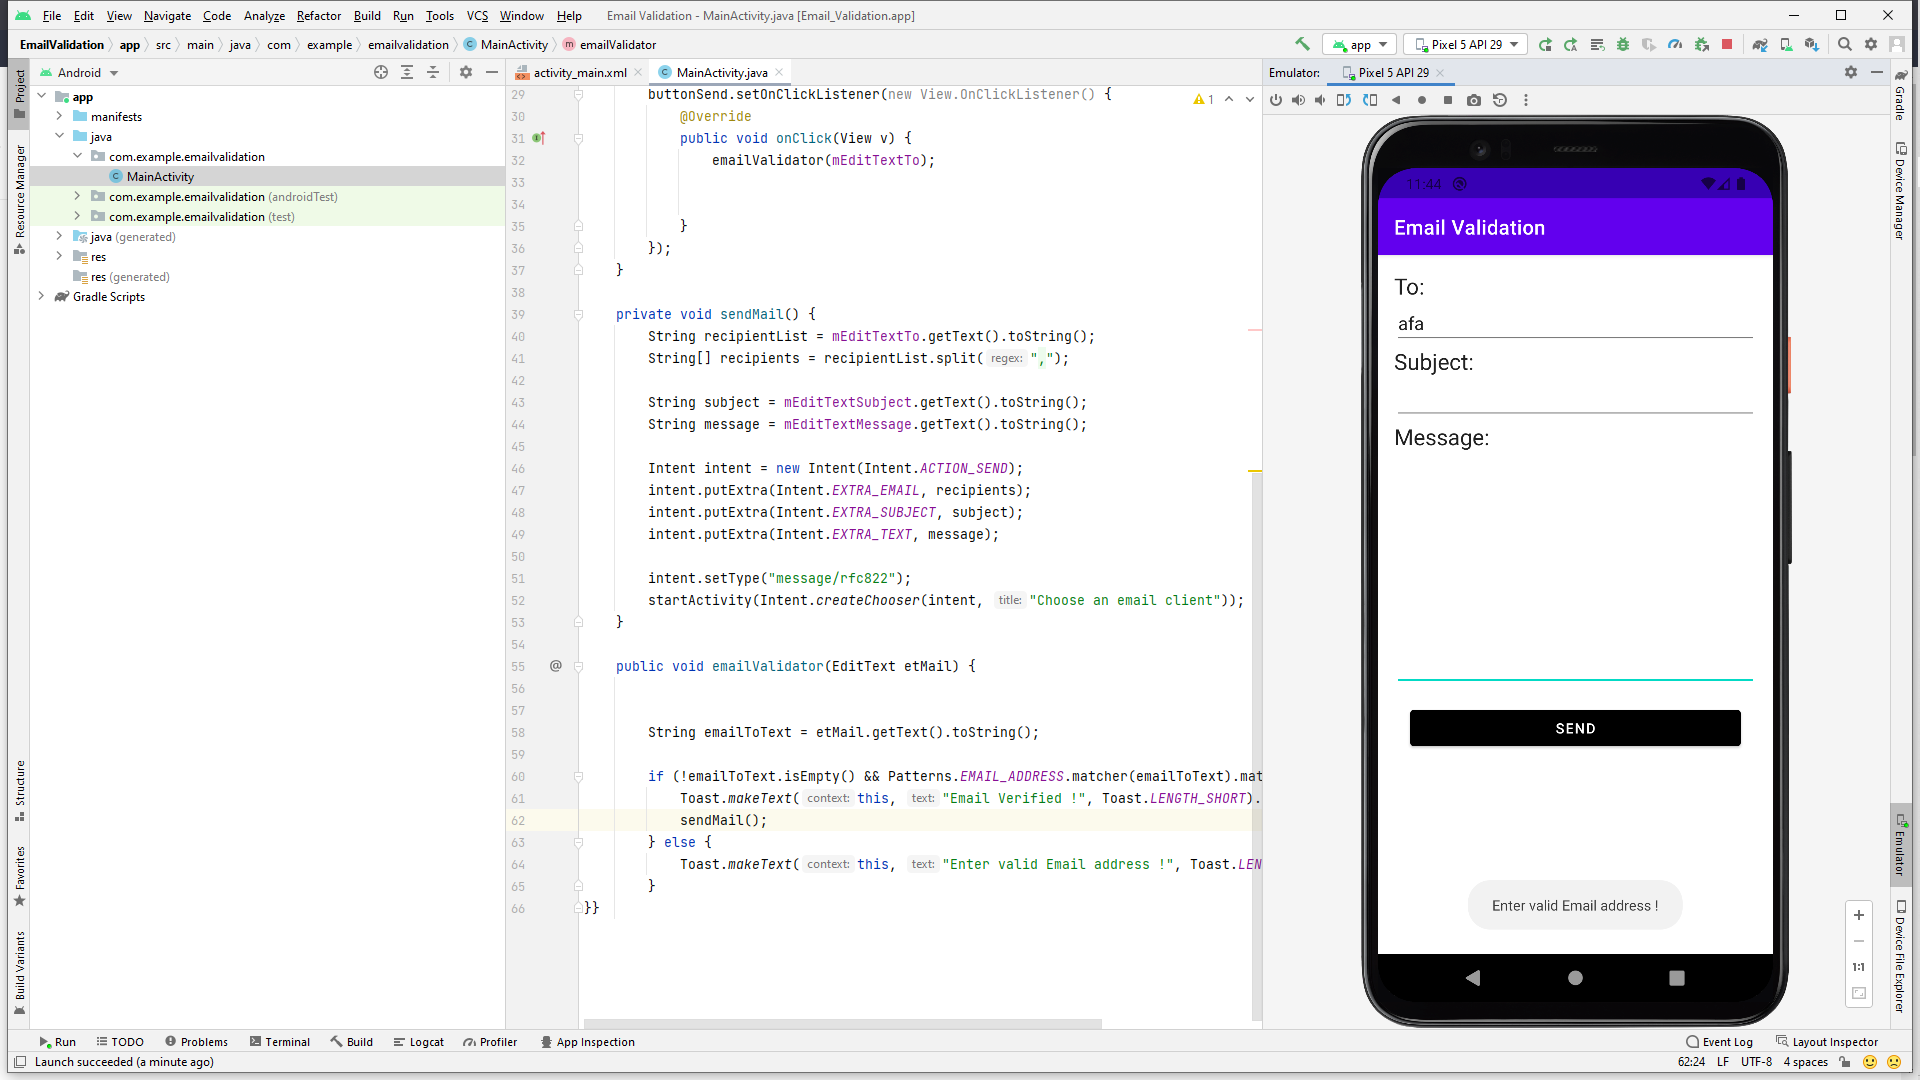 File Edit View Navigate Code Analyze Refactor Build Run Tools VCS Window Help Email Validation - MainActivity.java [Email_Validation.app]
EmailValidation app src main java com example emailvalidation MainActivity emailValidator app Pixel 5 API 29
Project
Resource Manager
Structure
Favorites
Build Variants
Android
app
manifests
java
com.example.emailvalidation
MainActivity
com.example.emailvalidation (androidTest)
com.example.emailvalidation (test)
java (generated)
res
res (generated)
Gradle Scripts
activity_main.xml MainActivity.java
1
29 buttonSend.setOnClickListener(new View.OnClickListener() {
30 @Override
31 public void onClick(View v) {
32 emailValidator(mEditTextTo);
33
34
35 }
36 });
37 }
38
39 private void sendMail() {
40 String recipientList = mEditTextTo.getText().toString();
41 String[] recipients = recipientList.split( regex: ",");
42
43 String subject = mEditTextSubject.getText().toString();
44 String message = mEditTextMessage.getText().toString();
45
46 Intent intent = new Intent(Intent.ACTION_SEND);
47 intent.putExtra(Intent.EXTRA_EMAIL, recipients);
48 intent.putExtra(Intent.EXTRA_SUBJECT, subject);
49 intent.putExtra(Intent.EXTRA_TEXT, message);
50
51 intent.setType("message/rfc822");
52 startActivity(Intent.createChooser(intent, title: "Choose an email client"));
53 }
54
55 @ public void emailValidator(EditText etMail) {
56
57
58 String emailToText = etMail.getText().toString();
59
60 if (!emailToText.isEmpty() && Patterns.EMAIL_ADDRESS.matcher(emailToText).mat
61 Toast.makeText( context: this, text: "Email Verified !", Toast.LENGTH_SHORT).
62 sendMail();
63 } else {
64 Toast.makeText( context: this, text: "Enter valid Email address !", Toast.LEN
65 }
66 }}
Emulator: Pixel 5 API 29
11:44
Email Validation
To:
afa
Subject:
Message:
SEND
Enter valid Email address !
1:1
Gradle
Device Manager
Emulator
Device File Explorer
Run TODO Problems Terminal Build Logcat Profiler App Inspection Event Log Layout Inspector
Launch succeeded (a minute ago) 62:24 LF UTF-8 4 spaces